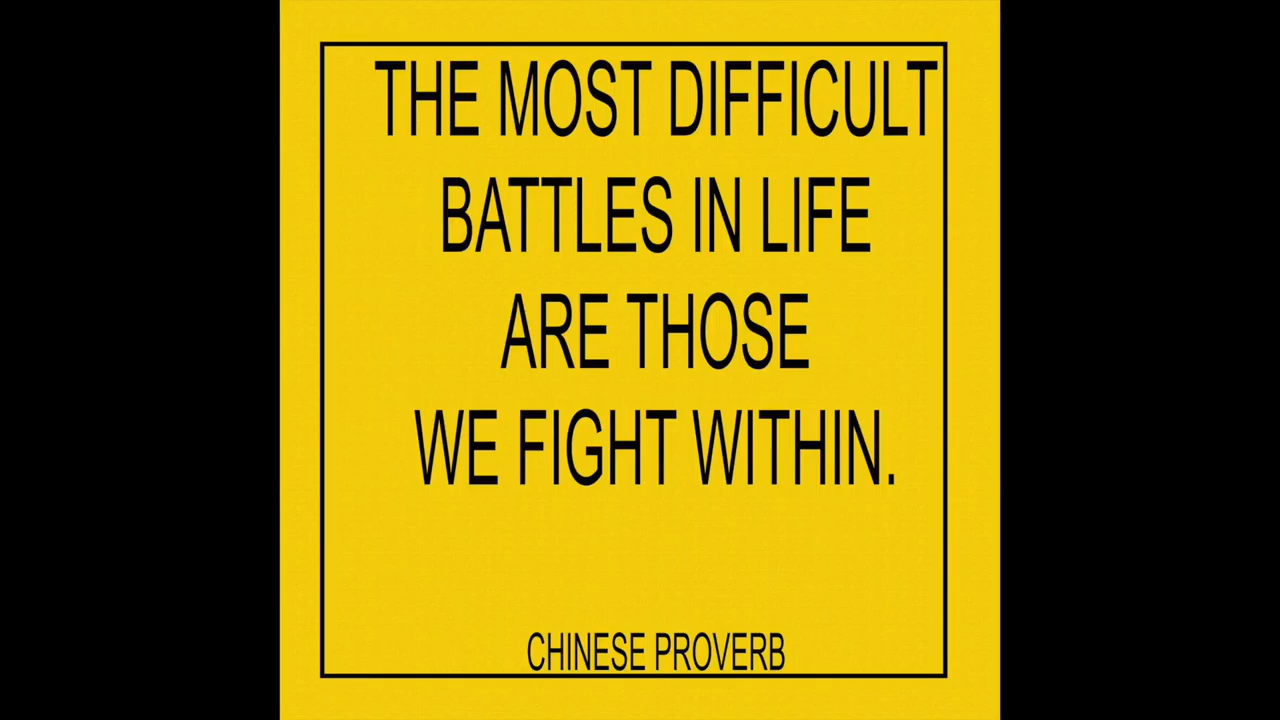 THE MOST DIFFICULT
BATTLES IN LIFE
ARE THOSE
WE FIGHT WITHIN.
CHINESE PROVERB